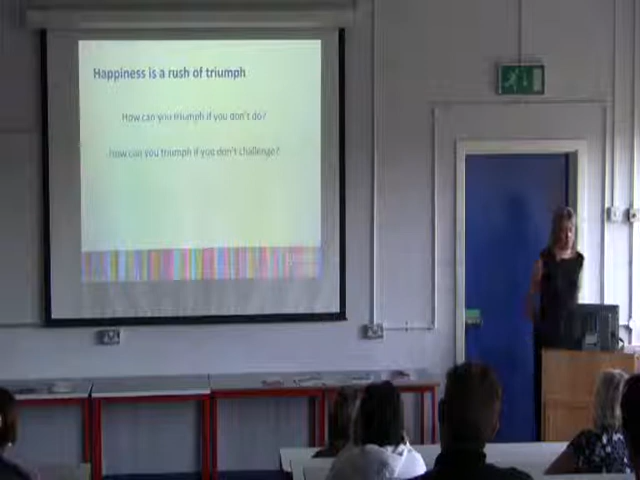 Happiness is a rush of triumph
How can you triumph if you don't do?
How can you triumph if you don't challenge?